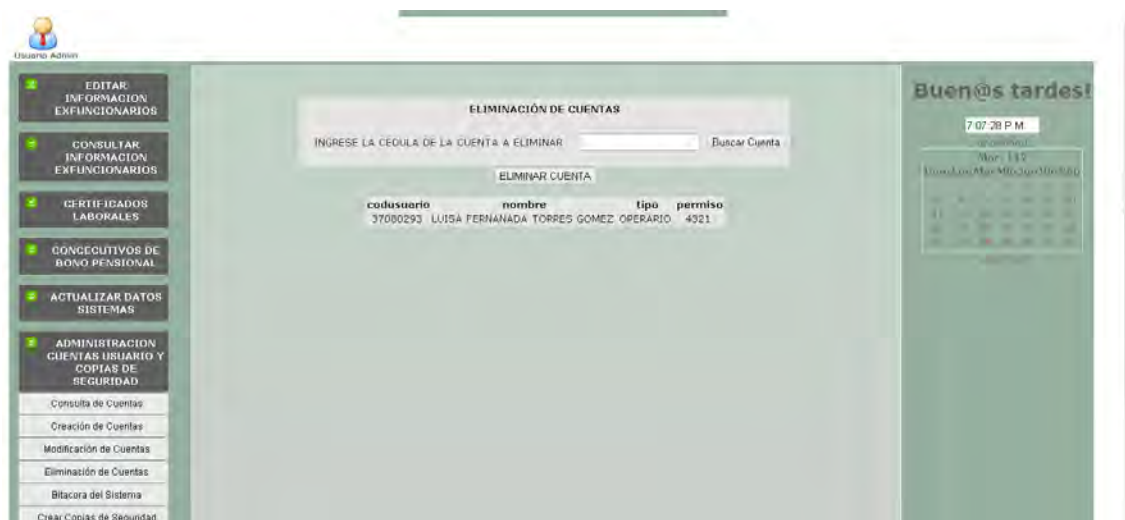 Usuario Admin
EDITAR
INFORMACION
EXFUNCIONARIOS
CONSULTAR
INFORMACION
EXFUNCIONARIOS
CERTIFICADOS
LABORALES
CONCECUTIVOS DE
BONO PENSIONAL
ACTUALIZAR DATOS
SISTEMAS
ADMINISTRACION
CUENTAS USUARIO Y
COPIAS DE
SEGURIDAD
Consulta de Cuentas
Creación de Cuentas
Modificación de Cuentas
Eliminación de Cuentas
Bitacora del Sistema
Crear Copias de Seguridad
ELIMINACIÓN DE CUENTAS
INGRESE LA CEDULA DE LA CUENTA A ELIMINAR Buscar Cuenta
ELIMINAR CUENTA
codusuerio nombre tipo permiso
37080293 LUISA FERNANADA TORRES GOMEZ OPERARIO 4321
Buen@s tardes!
7:07:28 P.M.